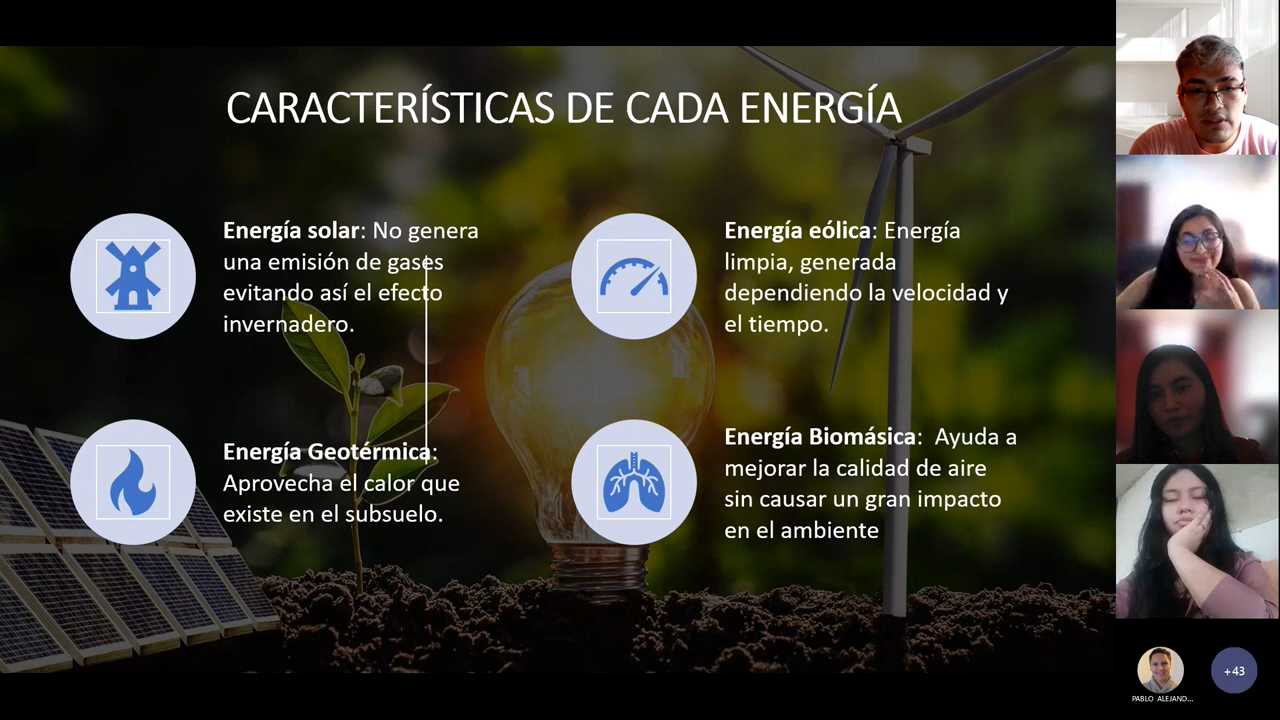 CARACTERÍSTICAS DE CADA ENERGÍA
Energía solar: No genera
una emisión de gases
evitando así el efecto
invernadero.
Energía eólica: Energía
limpia, generada
dependiendo la velocidad y
el tiempo.
Energía Geotérmica:
Aprovecha el calor que
existe en el subsuelo.
Energía Biomásica:  Ayuda a
mejorar la calidad de aire
sin causar un gran impacto
en el ambiente
PABLO ALEJAND...
+43